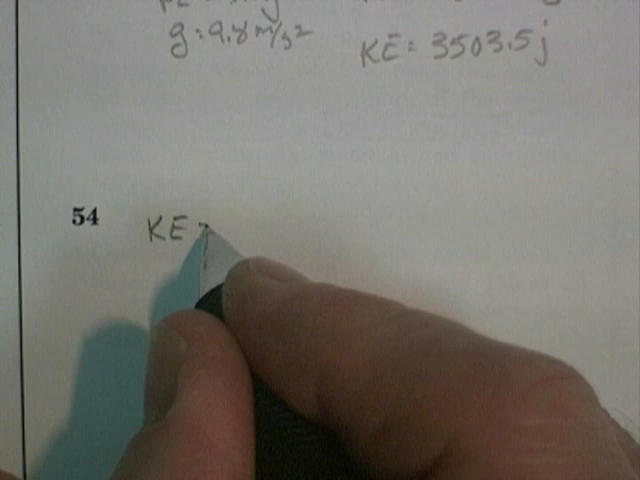 g = 9.8 m/s²
KE = 3503.5 j
54 KE =